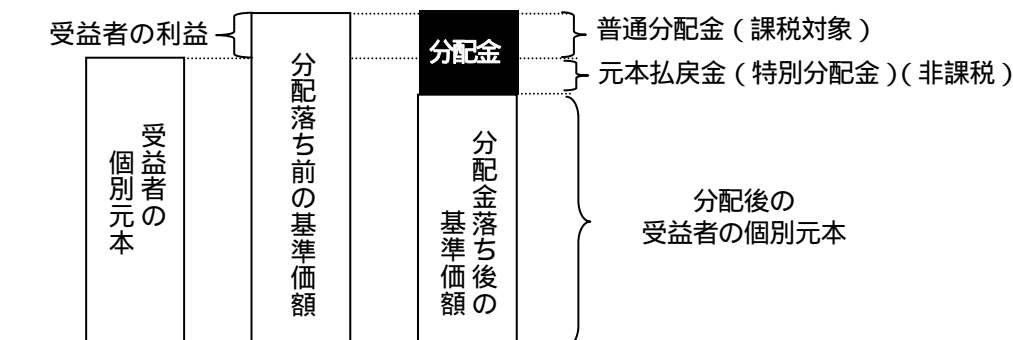 受益者の利益
受益者の
個別元本
分配落ち前の基準価額
分配金
分配金落ち後の
基準価額
普通分配金(課税対象)
元本払戻金(特別分配金)(非課税)
分配後の
受益者の個別元本